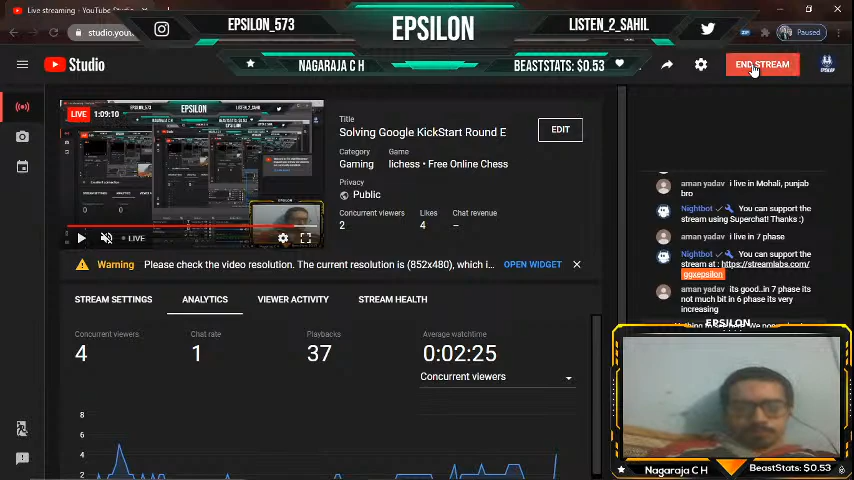 Live streaming - YouTube Studio
EPSILON_573
EPSILON
LISTEN_2_SAHIL
studio.yout
Paused
Studio
NAGARAJA C H
BEASTSTATS: $0.53
END STREAM
LIVE 1:09:10
LIVE
Title
Solving Google KickStart Round E
EDIT
Category
Game
Gaming
lichess • Free Online Chess
Privacy
Public
Concurrent viewers
Likes
Chat revenue
2
4
–
Warning
Please check the video resolution. The current resolution is (852x480), which i...
OPEN WIDGET
STREAM SETTINGS
ANALYTICS
VIEWER ACTIVITY
STREAM HEALTH
Concurrent viewers
Chat rate
Playbacks
Average watchtime
4
1
37
0:02:25
Concurrent viewers
8
6
4
2
aman yadav i live in Mohali, punjab
bro
Nightbot You can support the
stream using Superchat! Thanks :)
aman yadav i live in 7 phase
Nightbot You can support the
stream at : https://streamlabs.com/
ggxepsilon
aman yadav its good..in 7 phase its
not much bit in 6 phase its very
increasing
EPSILON
Nagaraja C H
BeastStats: $0.53